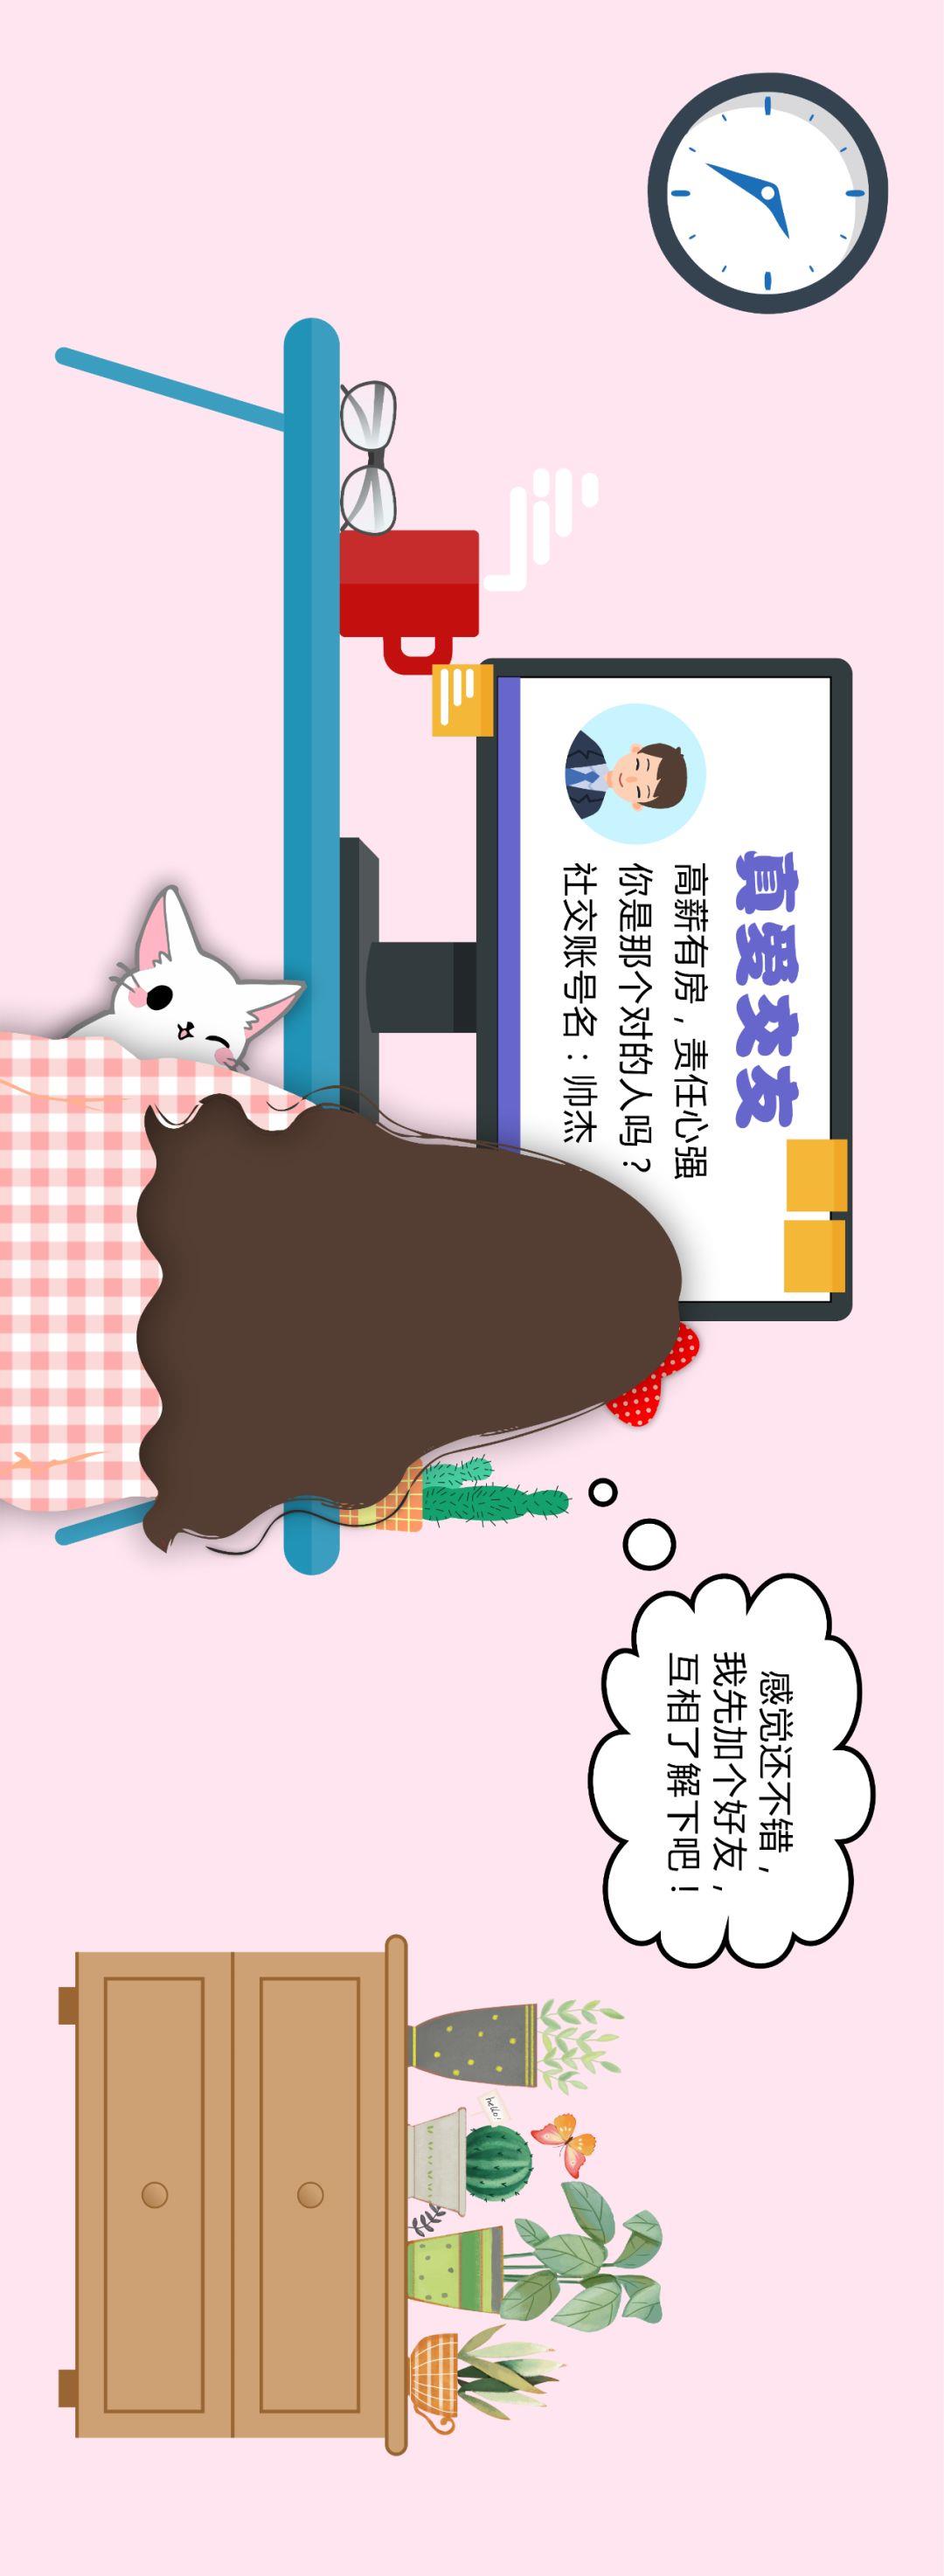 真爱交友
高薪有房，责任心强
你是那个对的人吗？
社交账号名：帅杰
感觉还不错，
我先加个好友，
互相了解下吧！
hello!